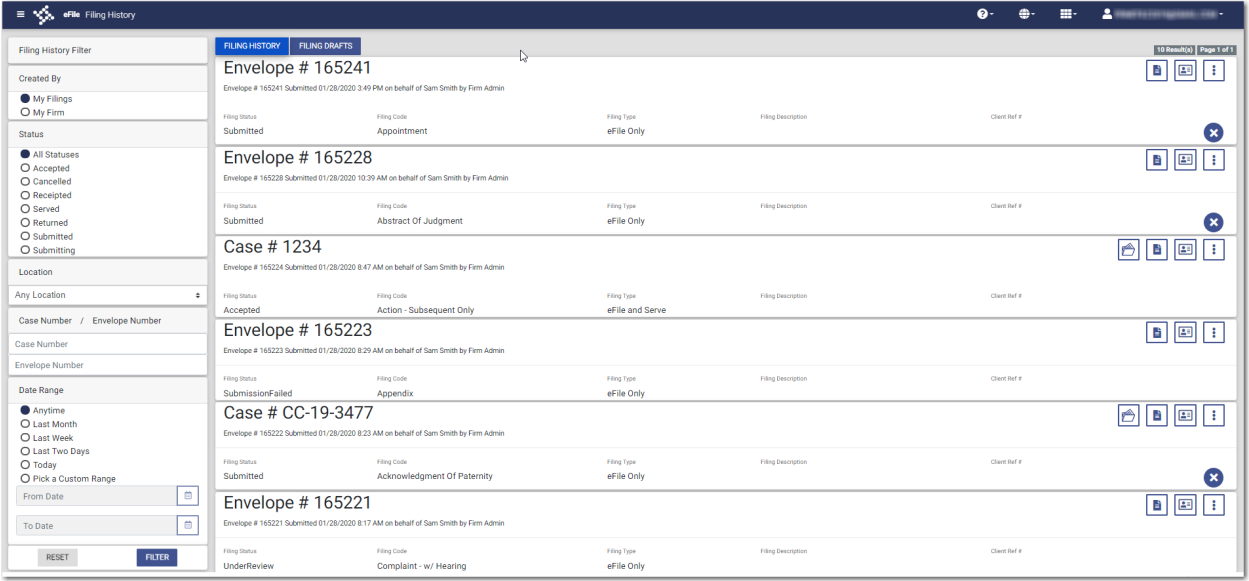 eFile Filing History
Filing History Filter
Created By
My Filings
My Firm
Status
All Statuses
Accepted
Cancelled
Receipted
Served
Returned
Submitted
Submitting
Location
Any Location
Case Number / Envelope Number
Case Number
Envelope Number
Date Range
Anytime
Last Month
Last Week
Last Two Days
Today
Pick a Custom Range
From Date
To Date
RESET FILTER
FILING HISTORY FILING DRAFTS
10 Result(s) Page 1 of 1
Envelope # 165241
Envelope # 165241 Submitted 01/28/2020 3:49 PM on behalf of Sam Smith by Firm Admin
Filing Status Filing Code Filing Type Filing Description Client Ref #
Submitted Appointment eFile Only
Envelope # 165228
Envelope # 165228 Submitted 01/28/2020 10:39 AM on behalf of Sam Smith by Firm Admin
Filing Status Filing Code Filing Type Filing Description Client Ref #
Submitted Abstract Of Judgment eFile Only
Case # 1234
Envelope # 165224 Submitted 01/28/2020 8:47 AM on behalf of Sam Smith by Firm Admin
Filing Status Filing Code Filing Type Filing Description Client Ref #
Accepted Action - Subsequent Only eFile and Serve
Envelope # 165223
Envelope # 165223 Submitted 01/28/2020 8:29 AM on behalf of Sam Smith by Firm Admin
Filing Status Filing Code Filing Type Filing Description Client Ref #
SubmissionFailed Appendix eFile Only
Case # CC-19-3477
Envelope # 165222 Submitted 01/28/2020 8:23 AM on behalf of Sam Smith by Firm Admin
Filing Status Filing Code Filing Type Filing Description Client Ref #
Submitted Acknowledgment Of Paternity eFile Only
Envelope # 165221
Envelope # 165221 Submitted 01/28/2020 8:17 AM on behalf of Sam Smith by Firm Admin
Filing Status Filing Code Filing Type Filing Description Client Ref #
UnderReview Complaint - w/ Hearing eFile Only